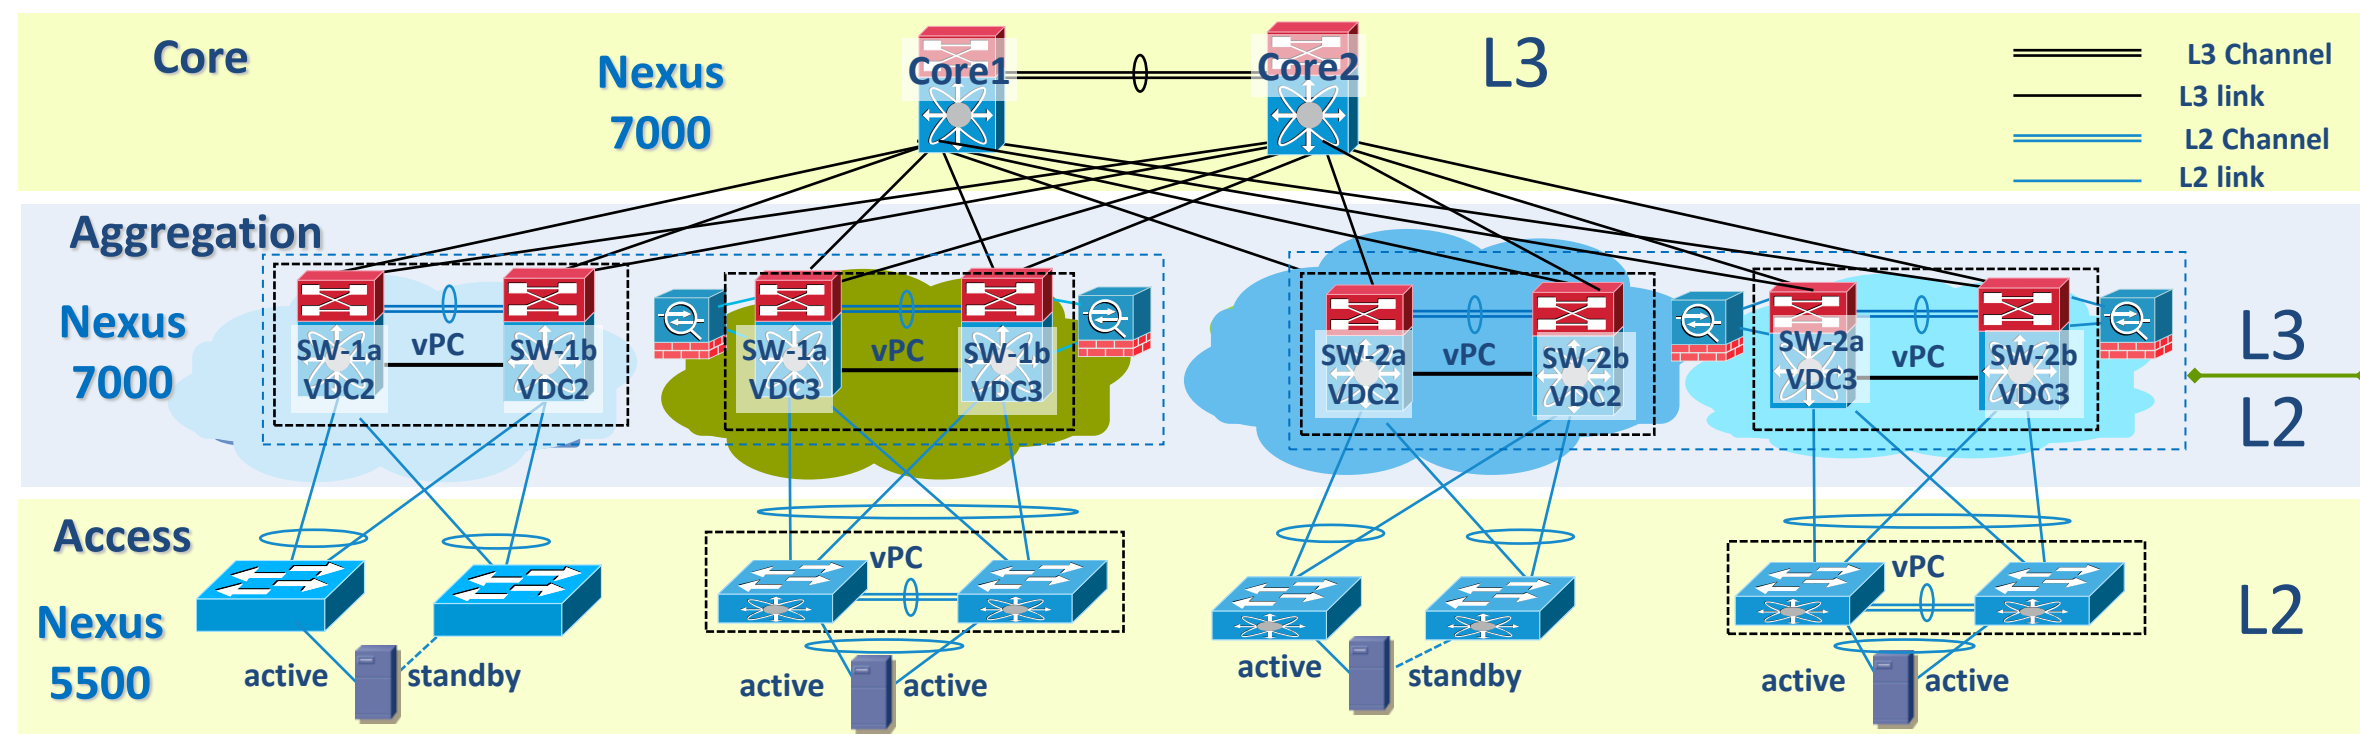 Core
Nexus
7000
Core1
Core2
L3
L3 Channel
L3 link
L2 Channel
L2 link
Aggregation
Nexus
7000
SW-1a
VDC2
vPC
SW-1b
VDC2
SW-1a
VDC3
vPC
SW-1b
VDC3
SW-2a
VDC2
vPC
SW-2b
VDC2
SW-2a
VDC3
vPC
SW-2b
VDC3
L3
L2
Access
Nexus
5500
active
standby
vPC
active
active
active
standby
vPC
active
active
L2